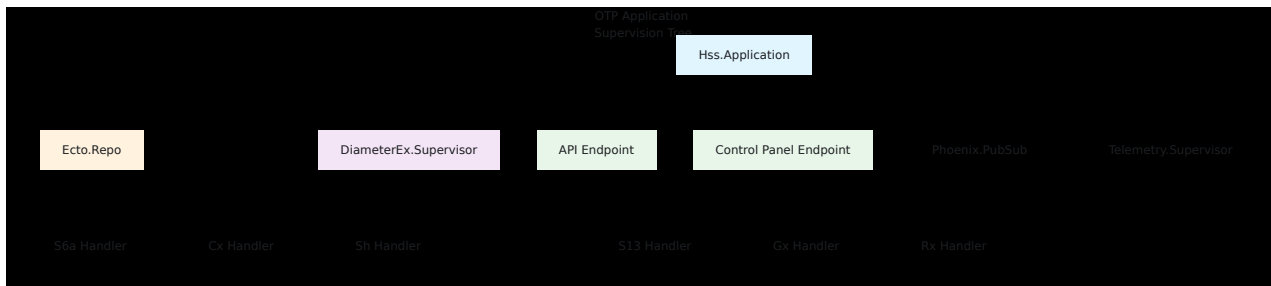 OTP Application
Supervision Tree
Hss.Application
Ecto.Repo
DiameterEx.Supervisor
API Endpoint
Control Panel Endpoint
Phoenix.PubSub
Telemetry.Supervisor
S6a Handler
Cx Handler
Sh Handler
S13 Handler
Gx Handler
Rx Handler